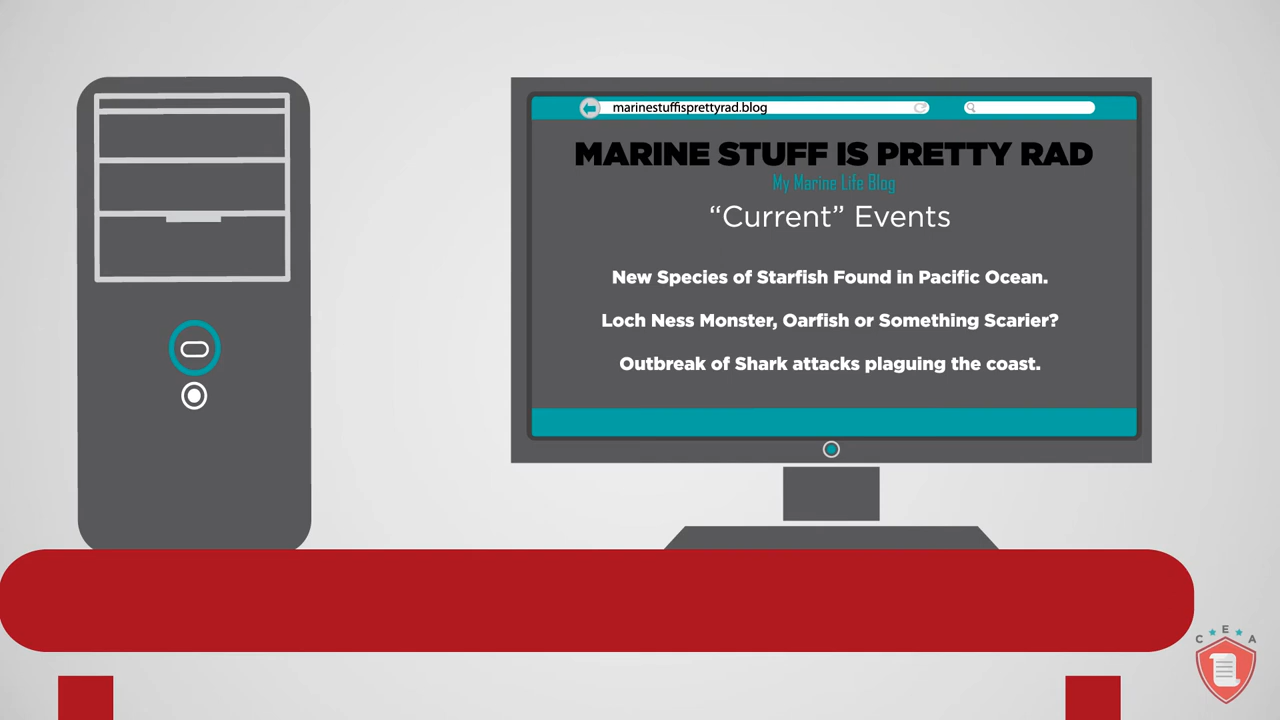 marinestuffisprettyrad.blog
MARINE STUFF IS PRETTY RAD
My Marine Life Blog
“Current” Events
New Species of Starfish Found in Pacific Ocean.
Loch Ness Monster, Oarfish or Something Scarier?
Outbreak of Shark attacks plaguing the coast.
C E A